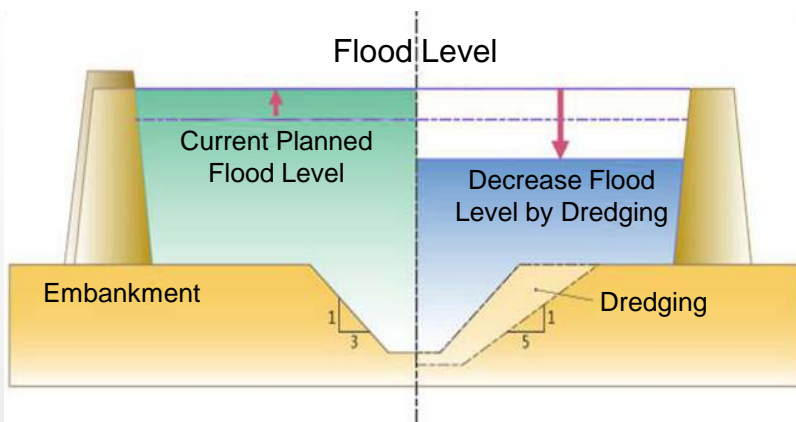 Flood Level
Current Planned
Flood Level
Decrease Flood
Level by Dredging
Embankment
Dredging
1
3
1
5